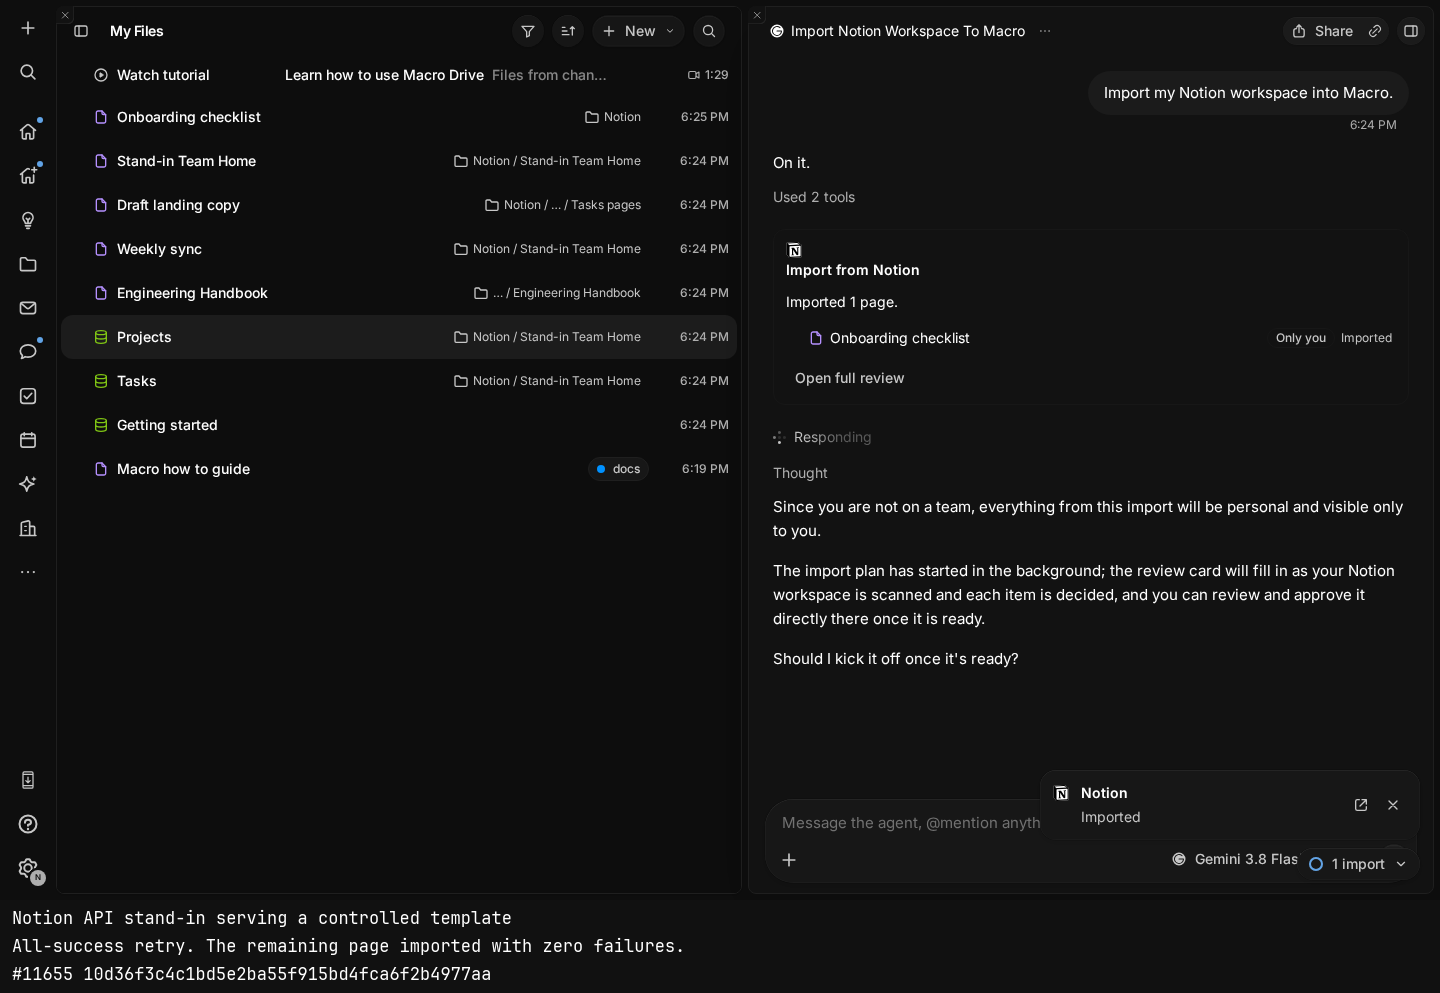 My Files
New
Watch tutorial
Learn how to use Macro Drive Files from chan...
1:29
Onboarding checklist
Notion
6:25 PM
Stand-in Team Home
Notion / Stand-in Team Home
6:24 PM
Draft landing copy
Notion / ... / Tasks pages
6:24 PM
Weekly sync
Notion / Stand-in Team Home
6:24 PM
Engineering Handbook
... / Engineering Handbook
6:24 PM
Projects
Notion / Stand-in Team Home
6:24 PM
Tasks
Notion / Stand-in Team Home
6:24 PM
Getting started
6:24 PM
Macro how to guide
docs
6:19 PM
N
Import Notion Workspace To Macro
Share
Import my Notion workspace into Macro.
6:24 PM
On it.
Used 2 tools
Import from Notion
Imported 1 page.
Onboarding checklist
Only you
Imported
Open full review
Responding
Thought
Since you are not on a team, everything from this import will be personal and visible only
to you.
The import plan has started in the background; the review card will fill in as your Notion
workspace is scanned and each item is decided, and you can review and approve it
directly there once it is ready.
Should I kick it off once it's ready?
Notion
Imported
Message the agent, @mention anyth
Gemini 3.8 Flas
1 import
Notion API stand-in serving a controlled template
All-success retry. The remaining page imported with zero failures.
#11655 10d36f3c4c1bd5e2ba55f915bd4fca6f2b4977aa